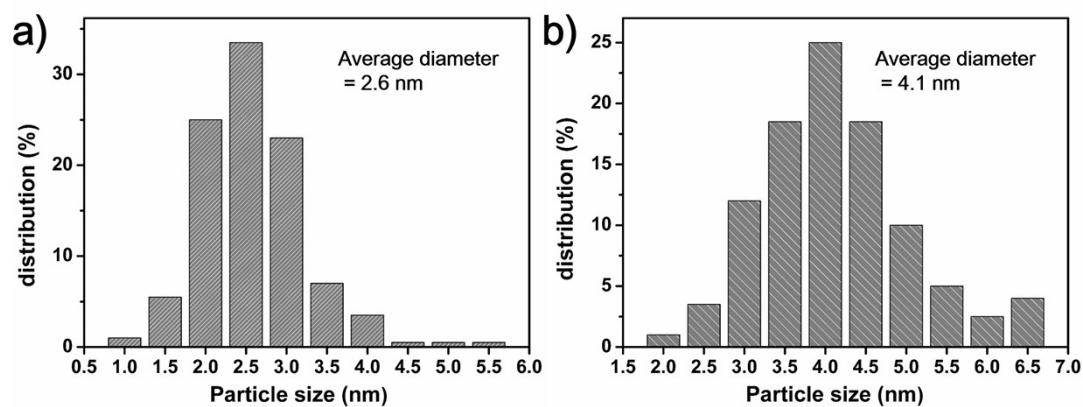 a)
Average diameter
= 2.6 nm
distribution (%)
30
20
10
0
0.5 1.0 1.5 2.0 2.5 3.0 3.5 4.0 4.5 5.0 5.5 6.0
Particle size (nm)
b)
Average diameter
= 4.1 nm
distribution (%)
25
20
15
10
5
0
1.5 2.0 2.5 3.0 3.5 4.0 4.5 5.0 5.5 6.0 6.5 7.0
Particle size (nm)